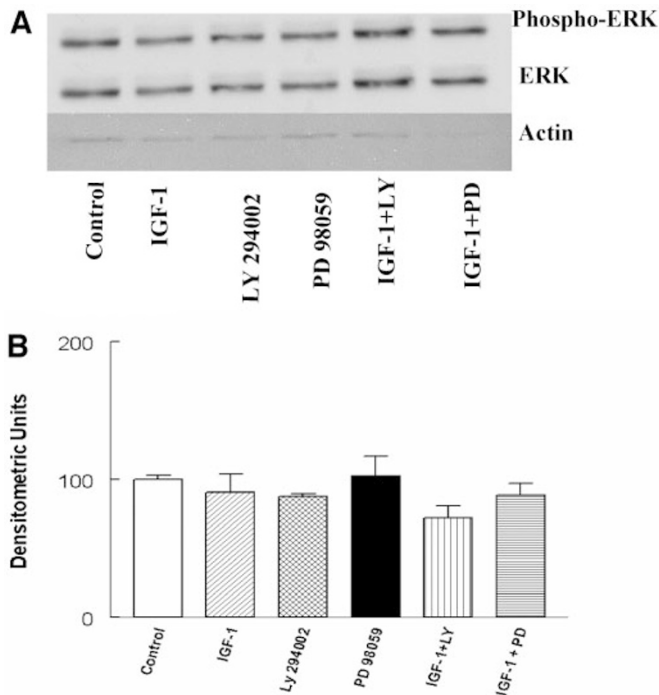 A
Phospho-ERK
ERK
Actin
Control
IGF-1
LY 294002
PD 98059
IGF-1+LY
IGF-1+PD
B
200
100
0
Densitometric Units
Control
IGF-1
Ly 294002
PD 98059
IGF-1+LY
IGF-1 + PD